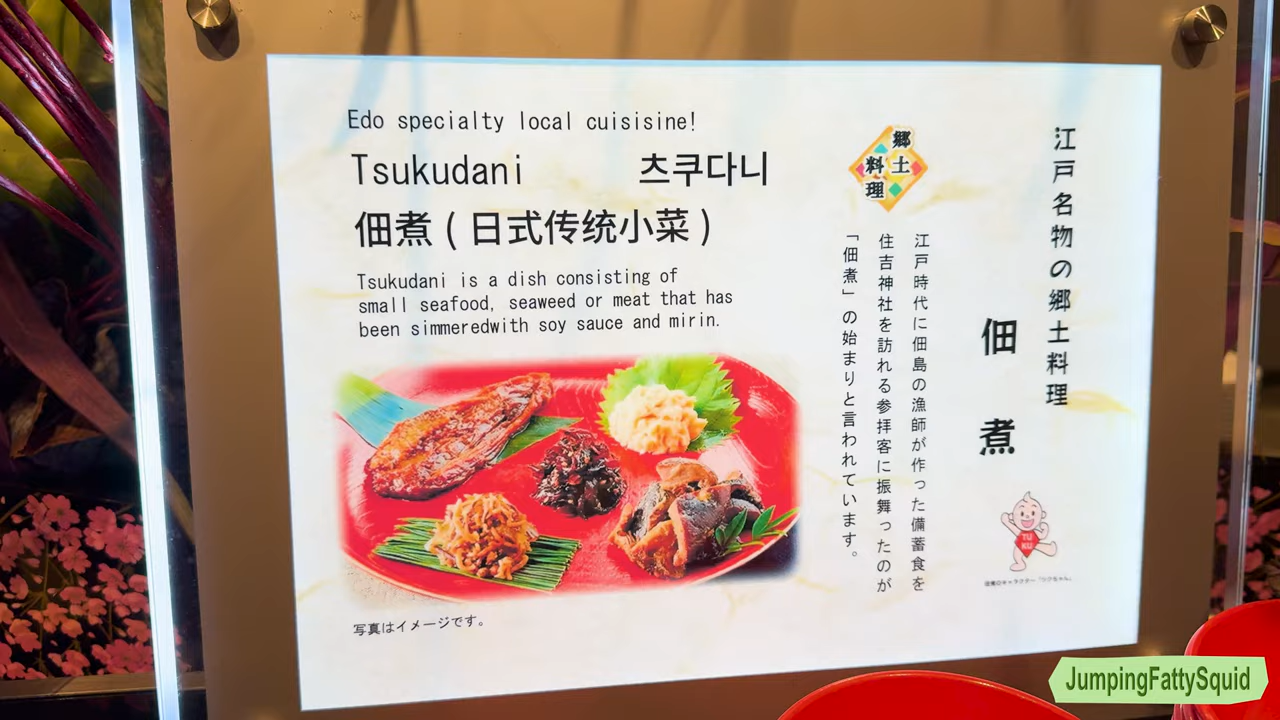 Edo specialty local cuisisine!
Tsukudani 츠쿠다니
佃煮(日式传统小菜)
Tsukudani is a dish consisting of
small seafood, seaweed or meat that has
been simmeredwith soy sauce and mirin.
写真はイメージです。
江戸名物の郷土料理
佃煮
郷土料理
江戸時代に佃島の漁師が作った備蓄食を
住吉神社を訪れる参拝客に振舞ったのが
「佃煮」の始まりと言われています。
TU
KU
JumpingFattySquid